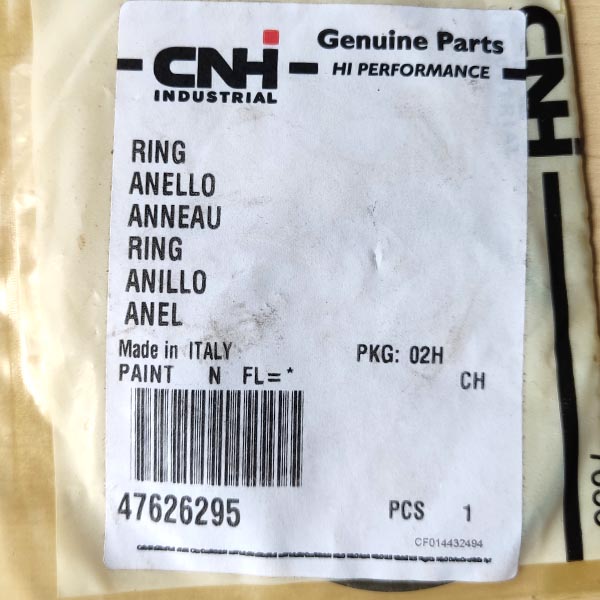 CNH
INDUSTRIAL
Genuine Parts
HI PERFORMANCE
RING
ANELLO
ANNEAU
RING
ANILLO
ANEL
Made in ITALY
PKG: 02H
PAINT N FL=*
CH
47626295
PCS 1
CF014432494
CNH